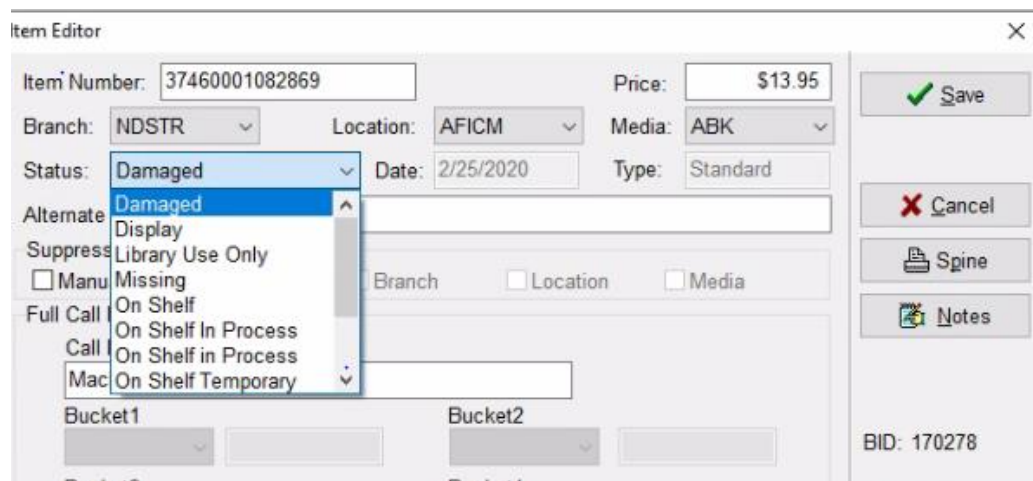 Item Editor
Item Number: 37460001082869 Price: $13.95 Save
Branch: NDSTR Location: AFICM Media: ABK
Status: Damaged Date: 2/25/2020 Type: Standard
Damaged
Alternate Cancel
Display
Suppress Library Use Only
Manu Missing Branch Location Media Spine
On Shelf
Full Call Notes
On Shelf In Process
Call On Shelf in Process
Mac On Shelf Temporary
Bucket1 Bucket2
BID: 170278